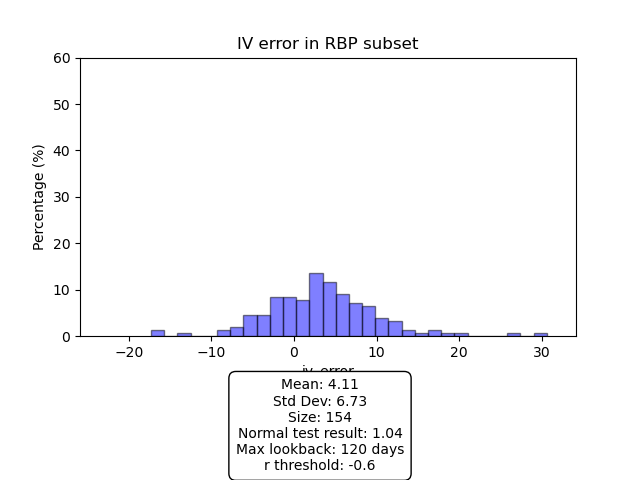 IV error in RBP subset
Percentage (%)
60
50
40
30
20
10
0
−20 −10 0 10 20 30
iv_error
Mean: 4.11
Std Dev: 6.73
Size: 154
Normal test result: 1.04
Max lookback: 120 days
r threshold: -0.6